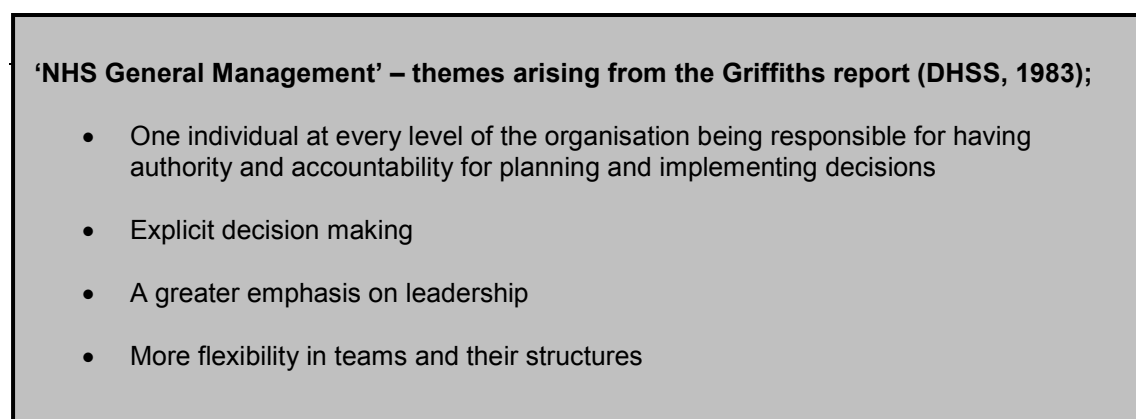 ‘NHS General Management’ – themes arising from the Griffiths report (DHSS, 1983);
• One individual at every level of the organisation being responsible for having
authority and accountability for planning and implementing decisions
• Explicit decision making
• A greater emphasis on leadership
• More flexibility in teams and their structures